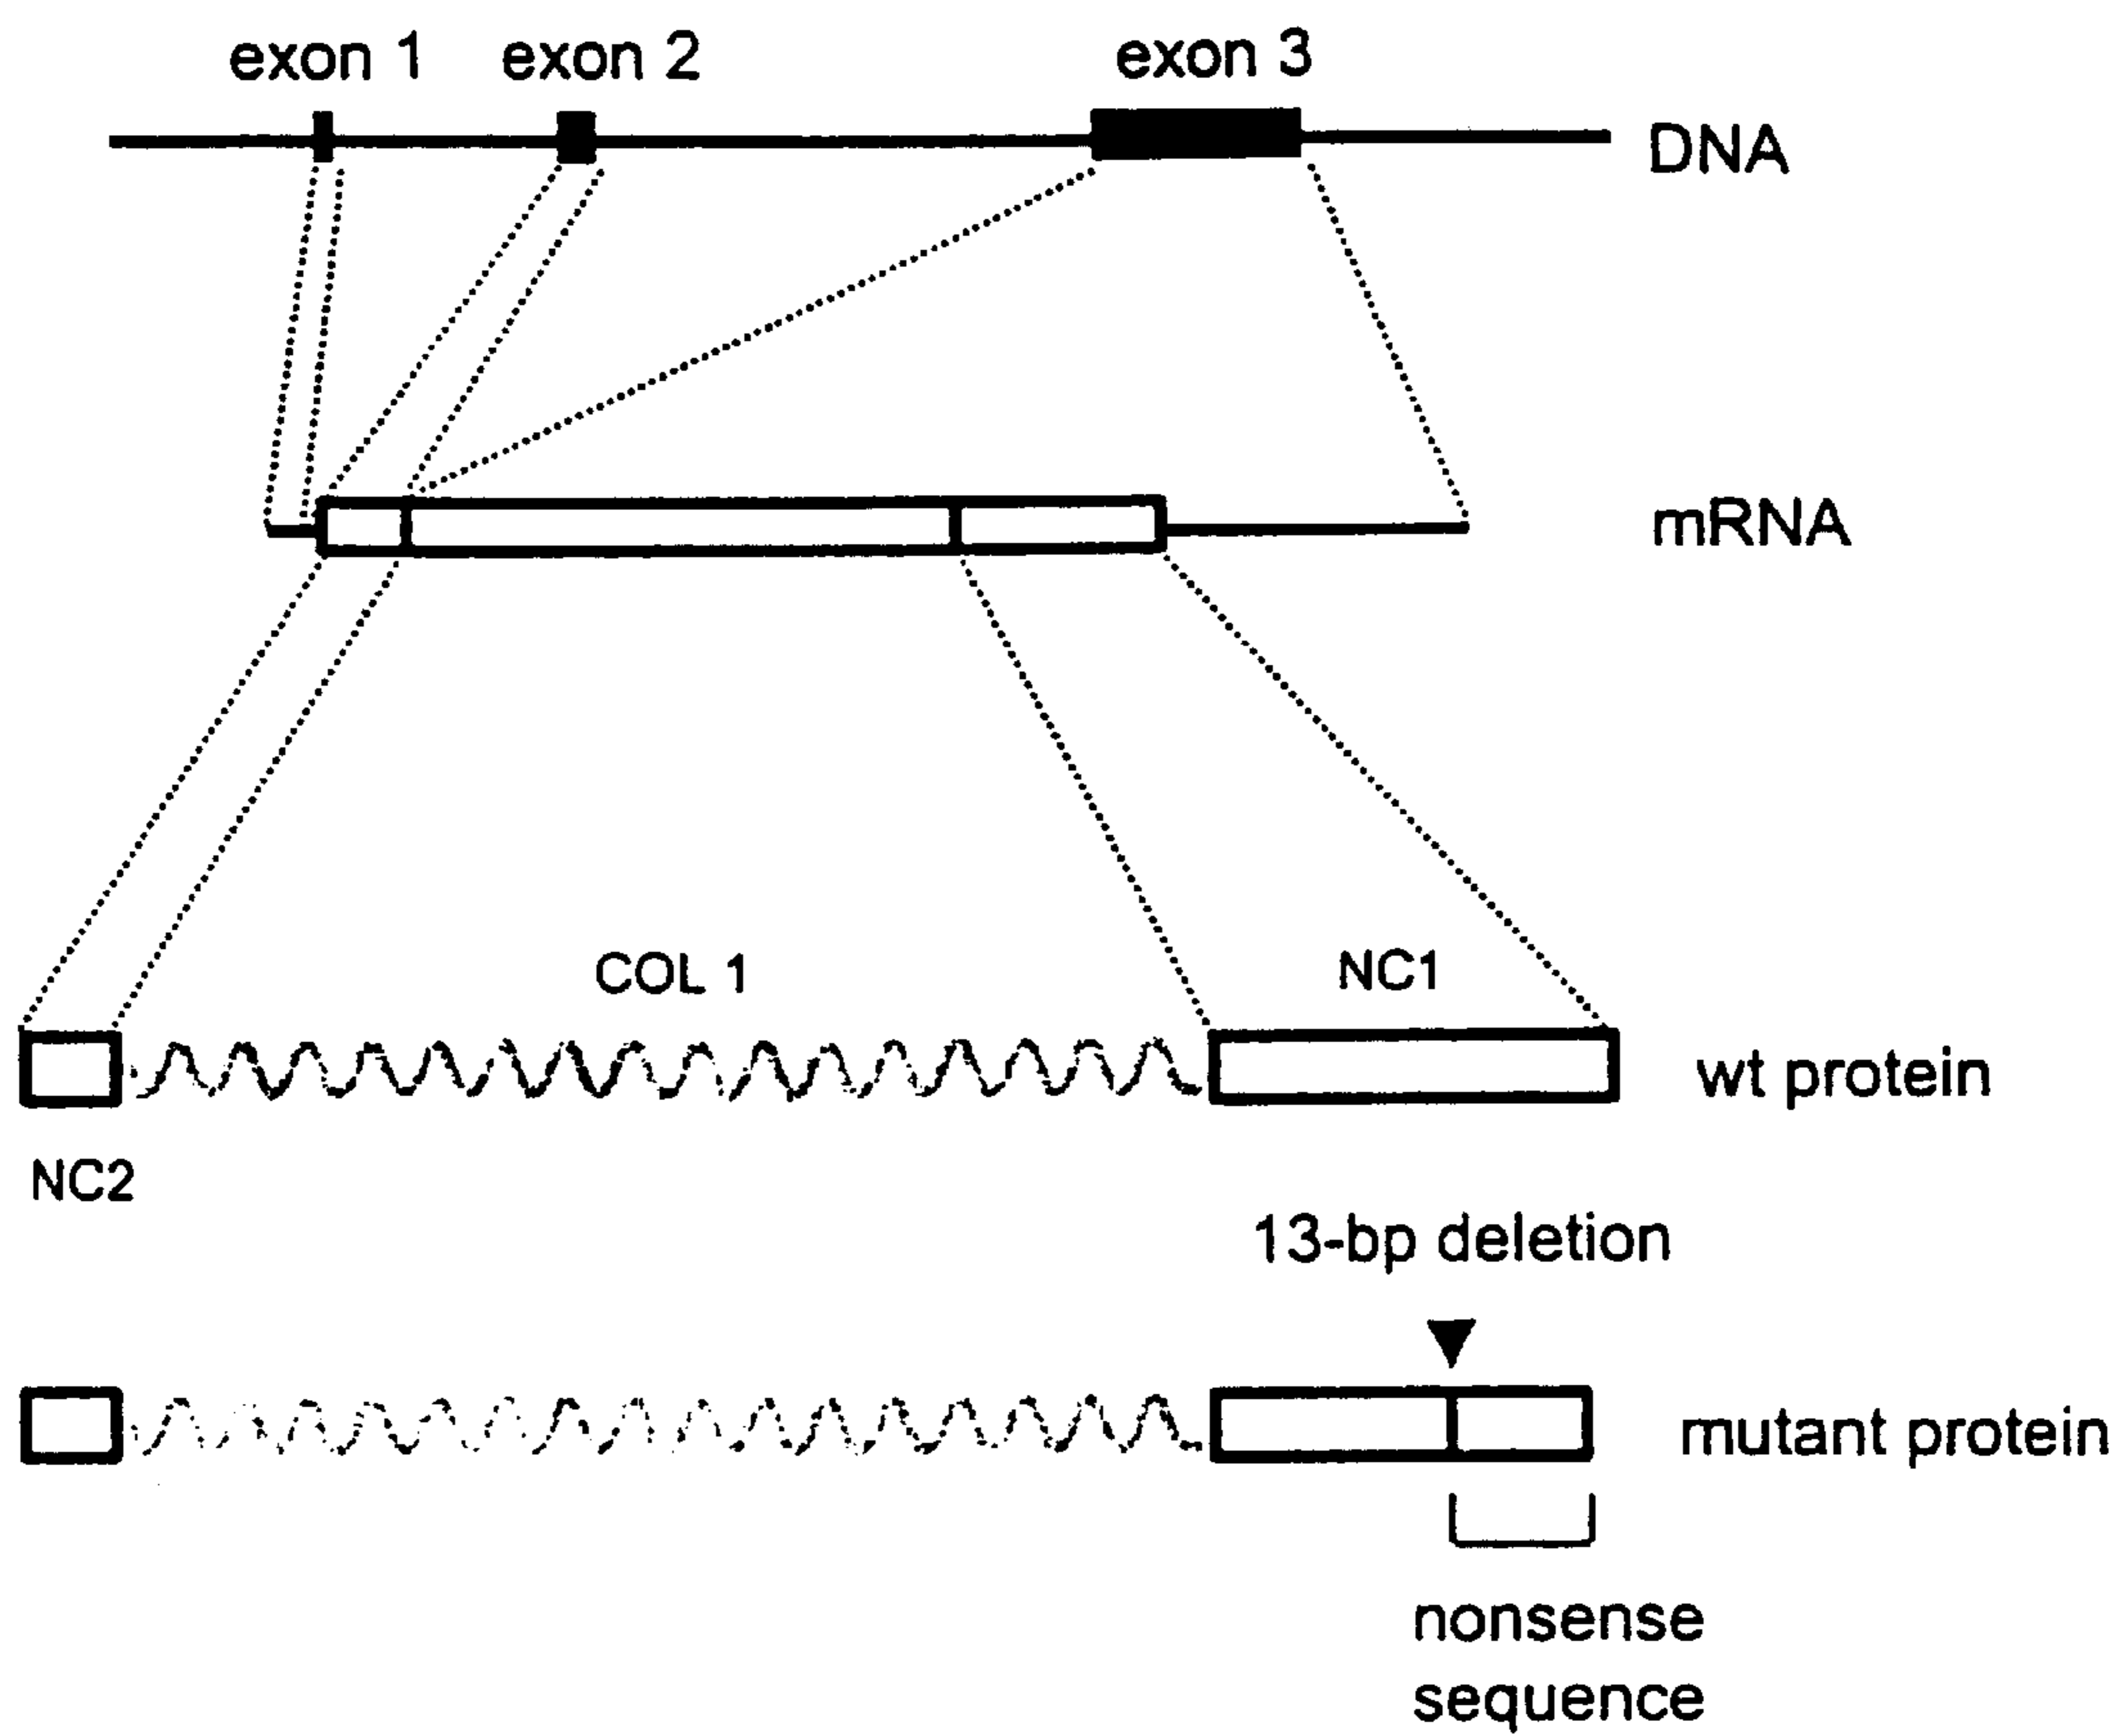 exon 1
exon 2
exon 3
DNA
mRNA
COL 1
NC1
wt protein
NC2
13-bp deletion
mutant protein
nonsense
sequence